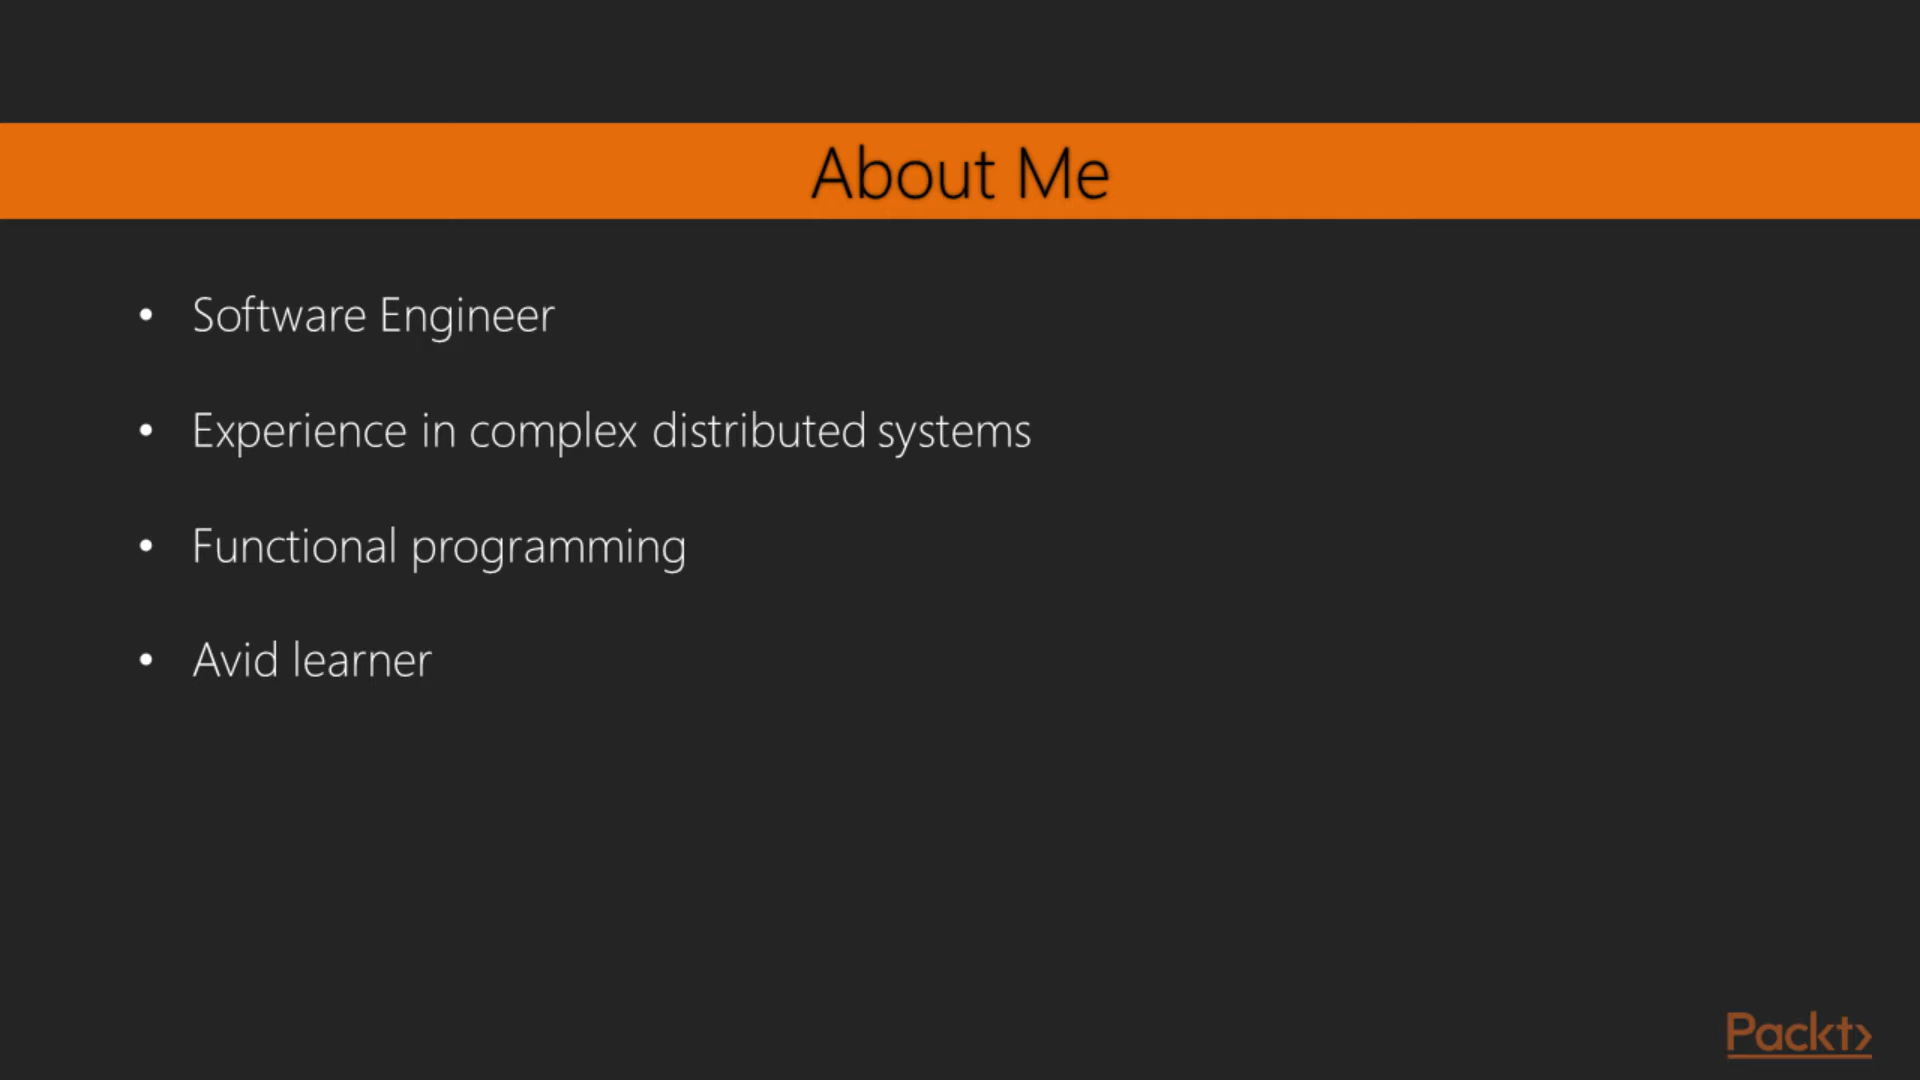 About Me
• Software Engineer
• Experience in complex distributed systems
• Functional programming
• Avid learner
Packt>